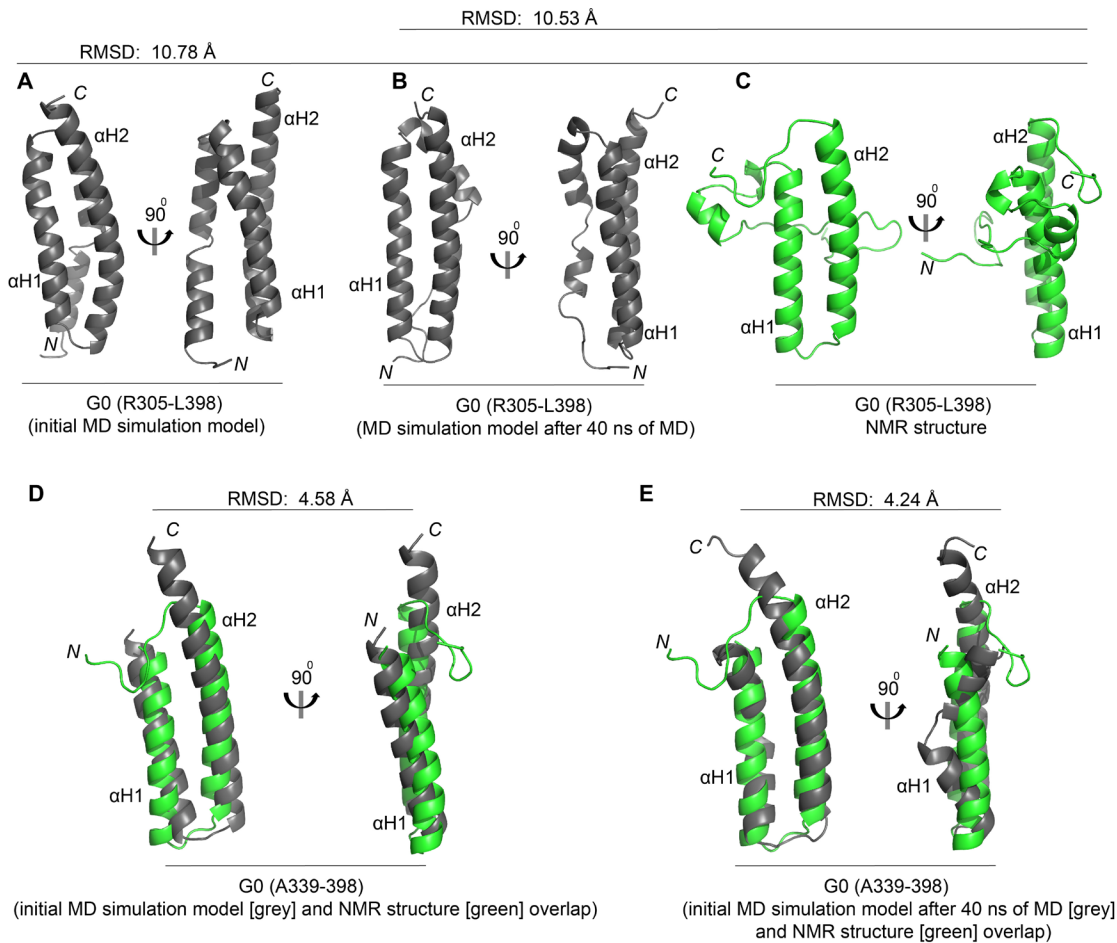 RMSD: 10.53 Å
RMSD: 10.78 Å
A
B
C
C
αH2
C
αH2
90⁰
αH1
N
αH1
N
C
αH2
C
αH2
90⁰
αH1
N
αH1
N
C
αH2
αH1
90⁰
αH2
C
N
αH1
G0 (R305-L398)
(initial MD simulation model)
G0 (R305-L398)
(MD simulation model after 40 ns of MD)
G0 (R305-L398)
NMR structure
D
RMSD: 4.58 Å
C
αH2
N
αH1
90⁰
C
αH2
N
αH1
G0 (A339-398)
(initial MD simulation model [grey] and NMR structure [green] overlap)
E
RMSD: 4.24 Å
C
αH2
N
αH1
90⁰
C
αH2
N
αH1
G0 (A339-398)
(initial MD simulation model after 40 ns of MD [grey]
and NMR structure [green] overlap)